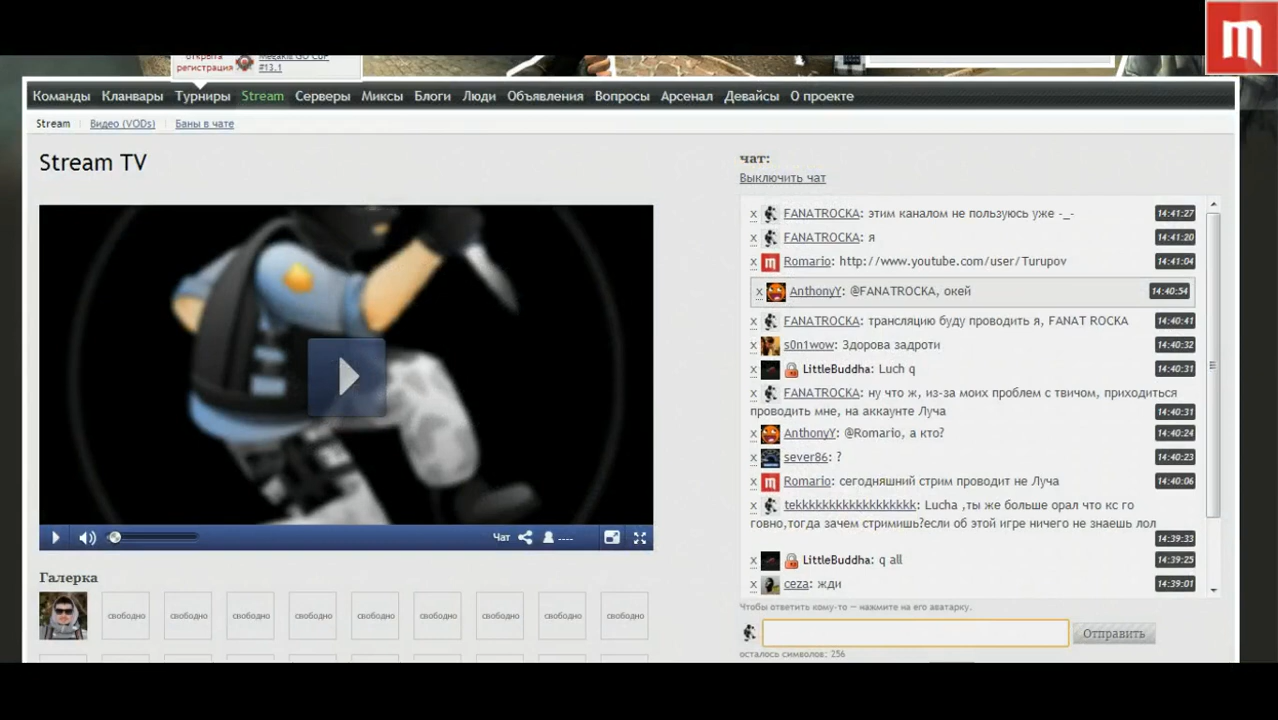 открыта
регистрация
MegaKill GO CUP
#13.1
Команды Кланвары Турниры Stream Серверы Миксы Блоги Люди Объявления Вопросы Арсенал Девайсы О проекте
Stream Видео (VODs) Баны в чате
Stream TV
Чат
Галерка
свободно свободно свободно свободно свободно свободно свободно свободно свободно
чат:
Выключить чат
x FANATROCKA: этим каналом не пользуюсь уже -_- 14:41:27
x FANATROCKA: я 14:41:20
x Romario: http://www.youtube.com/user/Turupov 14:41:04
x AnthonyY: @FANATROCKA, окей 14:40:54
x FANATROCKA: трансляцию буду проводить я, FANAT ROCKA 14:40:41
x s0n1wow: Здорова задроти 14:40:32
x LittleBuddha: Luch q 14:40:31
x FANATROCKA: ну что ж, из-за моих проблем с твичом, приходиться
проводить мне, на аккаунте Луча 14:40:31
x AnthonyY: @Romario, а кто? 14:40:24
x sever86: ? 14:40:23
x Romario: сегодняшний стрим проводит не Луча 14:40:06
x tekkkkkkkkkkkkkkkkkk: Lucha ,ты же больше орал что кс го
говно,тогда зачем стримишь?если об этой игре ничего не знаешь лол
14:39:33
x LittleBuddha: q all 14:39:25
x ceza: жди 14:39:01
Чтобы ответить кому-то — нажмите на его аватарку.
Отправить
осталось символов: 256